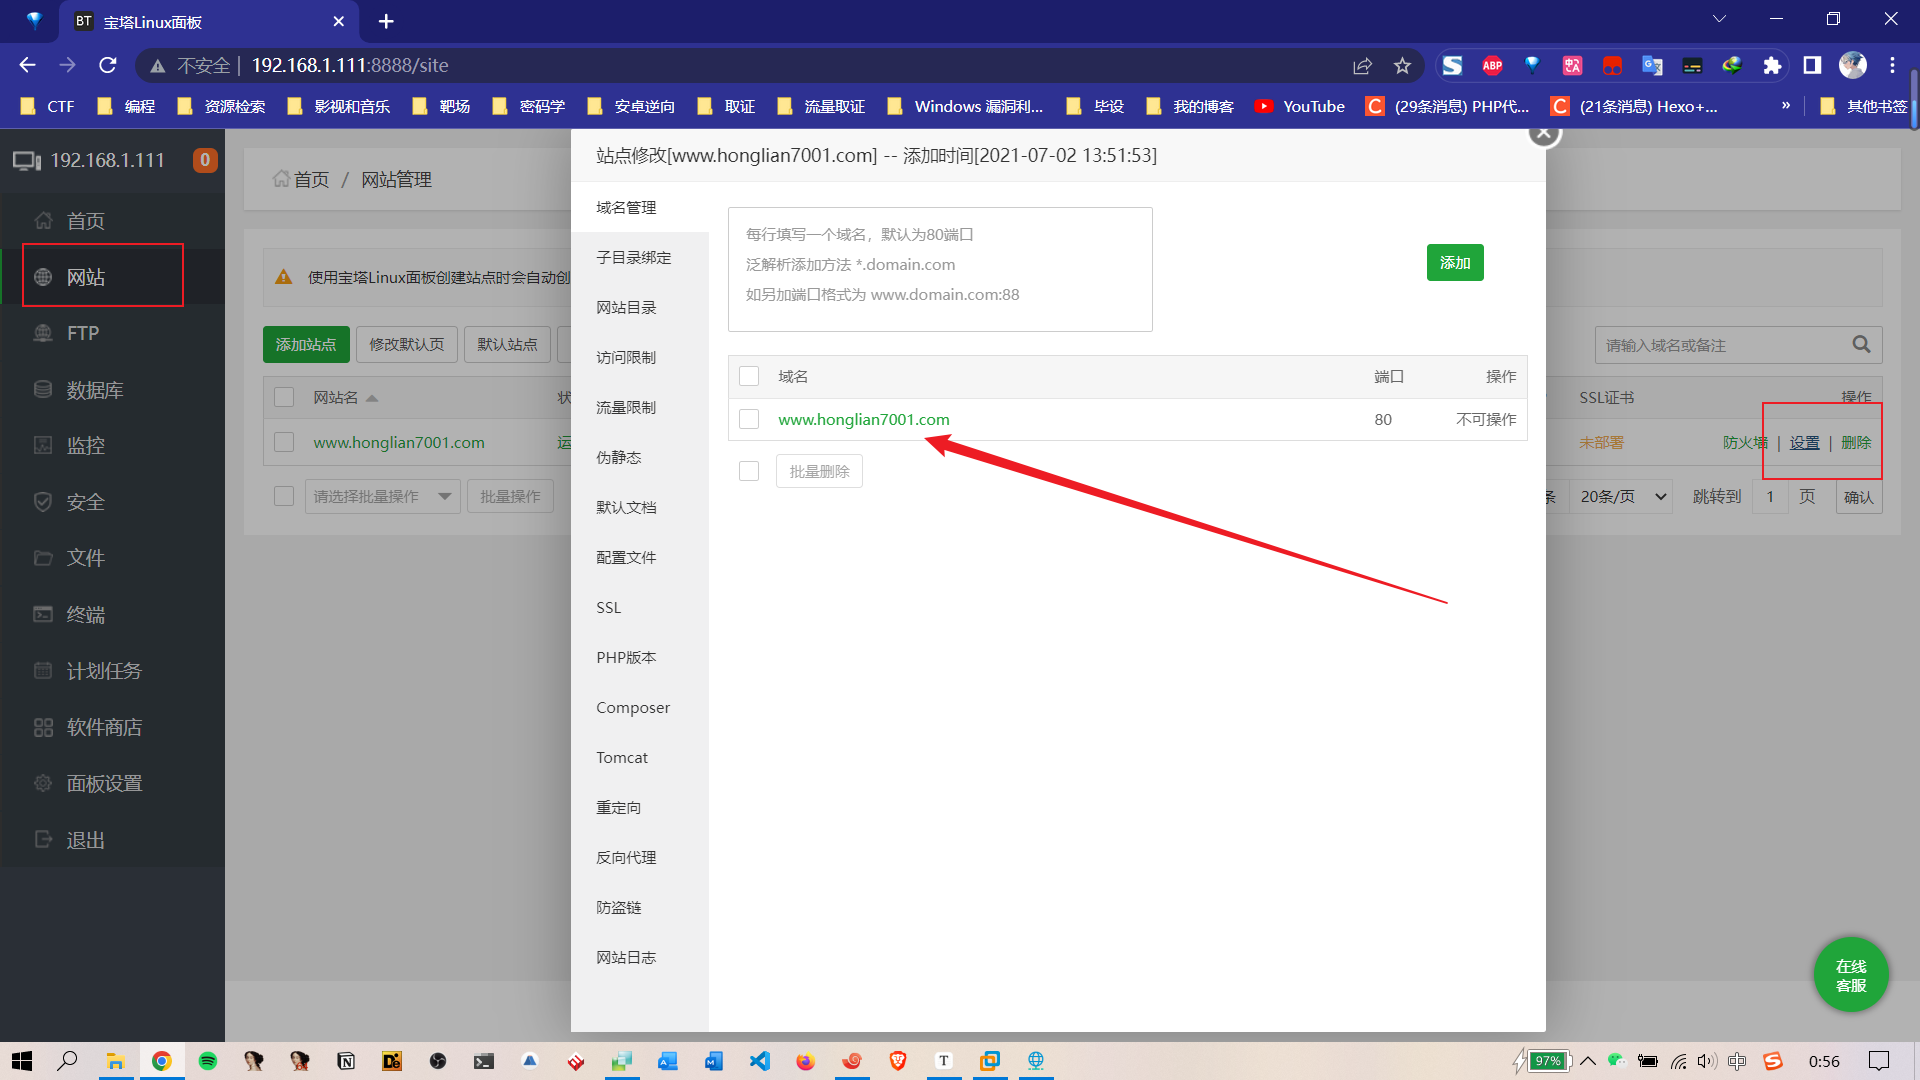 BT 宝塔Linux面板
不安全 192.168.1.111:8888/site
ABP
CTF 编程 资源检索 影视和音乐 靶场 密码学 安卓逆向 取证 流量取证 Windows 漏洞利... 毕设 我的博客 YouTube C (29条消息) PHP代... C (21条消息) Hexo+... » 其他书签
192.168.1.111 0
首页
网站
FTP
数据库
监控
安全
文件
终端
计划任务
软件商店
面板设置
退出
首页 / 网站管理
使用宝塔Linux面板创建站点时会自动创
添加站点 修改默认页 默认站点
网站名 状
www.honglian7001.com 运
请选择批量操作 批量操作
站点修改[www.honglian7001.com] -- 添加时间[2021-07-02 13:51:53]
域名管理
子目录绑定
网站目录
访问限制
流量限制
伪静态
默认文档
配置文件
SSL
PHP版本
Composer
Tomcat
重定向
反向代理
防盗链
网站日志
每行填写一个域名，默认为80端口
泛解析添加方法 *.domain.com
如另加端口格式为 www.domain.com:88
添加
域名 端口 操作
www.honglian7001.com 80 不可操作
批量删除
请输入域名或备注
SSL证书 操作
未部署 防火墙 | 设置 | 删除
条 20条/页 跳转到 1 页 确认
在线
客服
97% 中 0:56